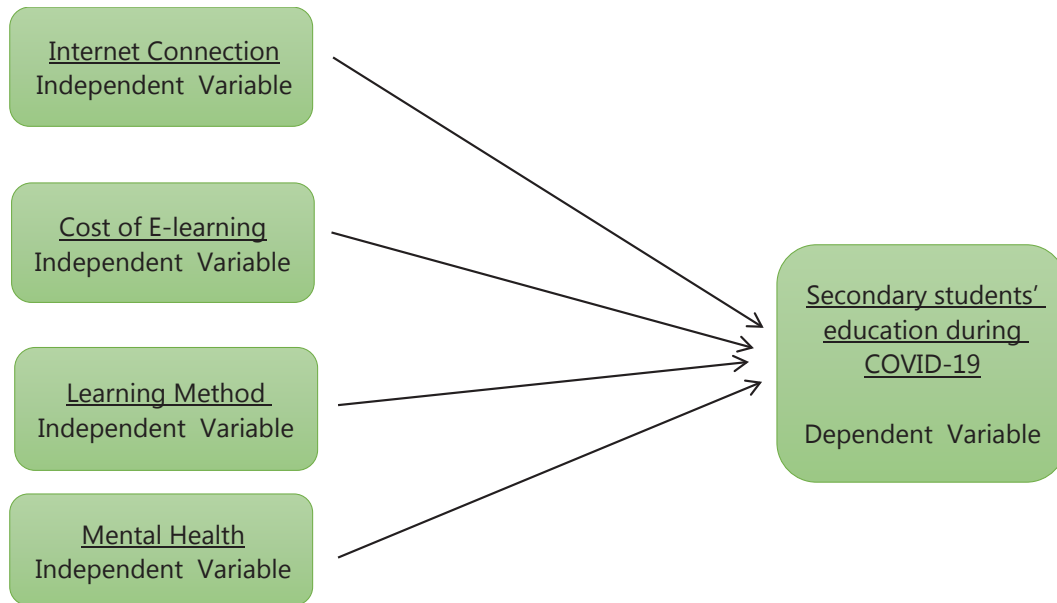 Internet Connection
Independent Variable
Cost of E-learning
Independent Variable
Learning Method
Independent Variable
Mental Health
Independent Variable
Secondary students’
education during
COVID-19
Dependent Variable